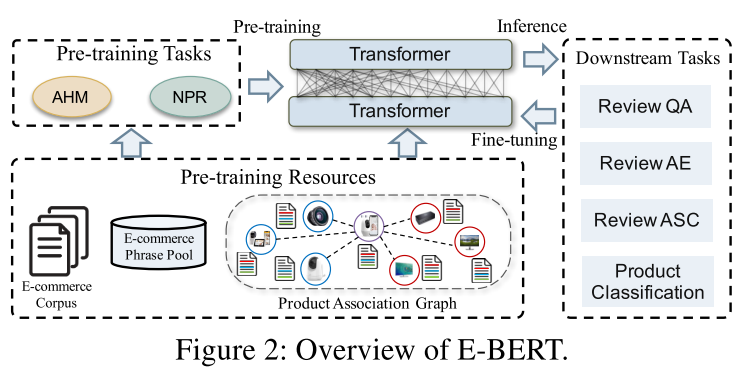 Pre-training Tasks
AHM
NPR
Pre-training
Transformer
Transformer
Inference
Fine-tuning
Downstream Tasks
Review QA
Review AE
Review ASC
Product
Classification
Pre-training Resources
E-commerce
Corpus
E-commerce
Phrase Pool
Product Association Graph
Figure 2: Overview of E-BERT.